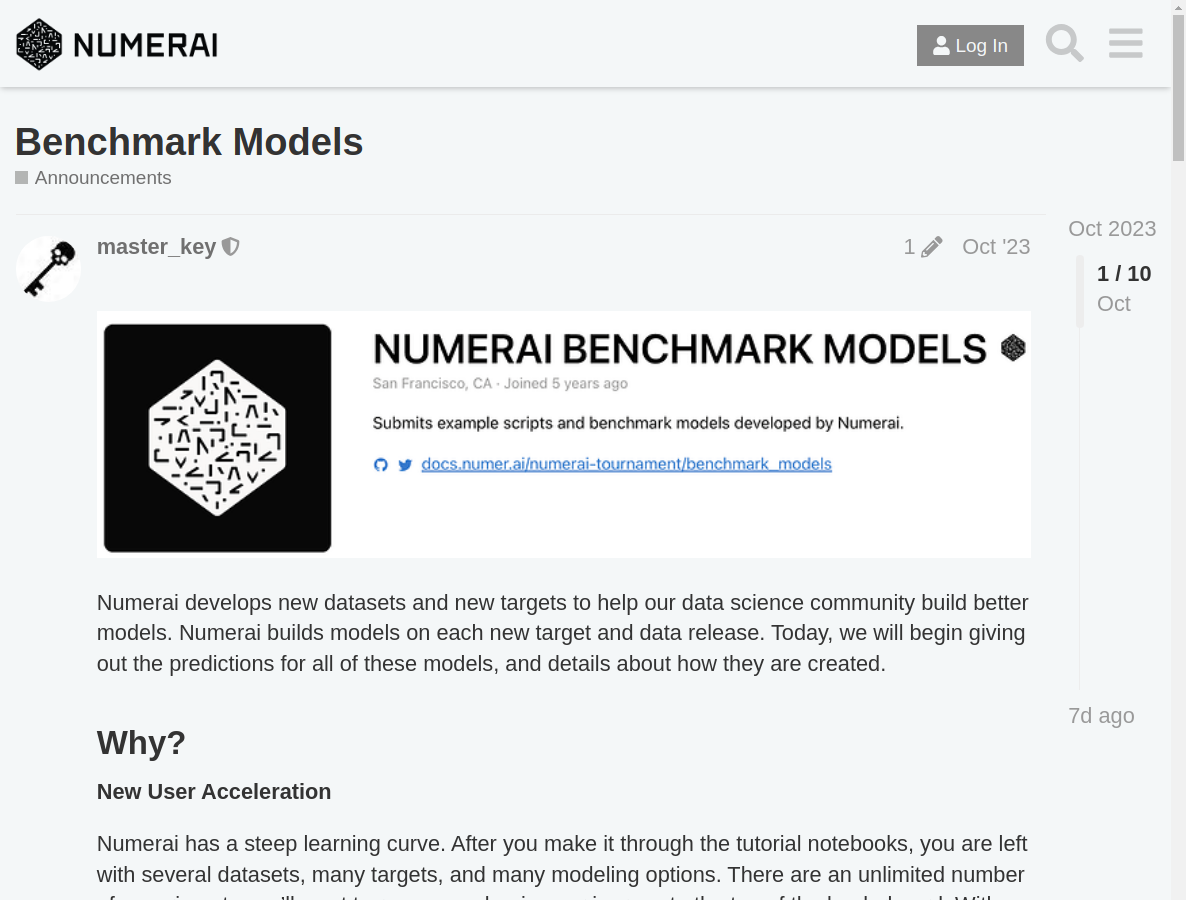 NUMERAI
Log In
Benchmark Models
Announcements
master_key
1
Oct '23
Oct 2023
1 / 10
Oct
7d ago
NUMERAI BENCHMARK MODELS
San Francisco, CA · Joined 5 years ago
Submits example scripts and benchmark models developed by Numerai.
docs.numer.ai/numerai-tournament/benchmark_models
Numerai develops new datasets and new targets to help our data science community build better
models. Numerai builds models on each new target and data release. Today, we will begin giving
out the predictions for all of these models, and details about how they are created.
Why?
New User Acceleration
Numerai has a steep learning curve. After you make it through the tutorial notebooks, you are left
with several datasets, many targets, and many modeling options. There are an unlimited number